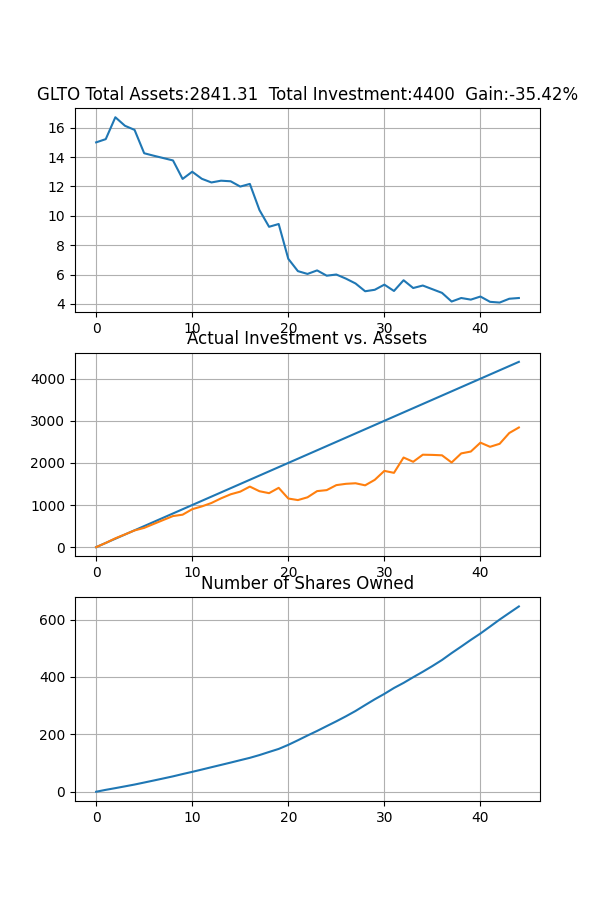 GLTO Total Assets:2841.31  Total Investment:4400  Gain:-35.42%
16
14
12
10
8
6
4
0 10 20 30 40
Actual Investment vs. Assets
4000
3000
2000
1000
0
0 10 20 30 40
Number of Shares Owned
600
400
200
0
0 10 20 30 40